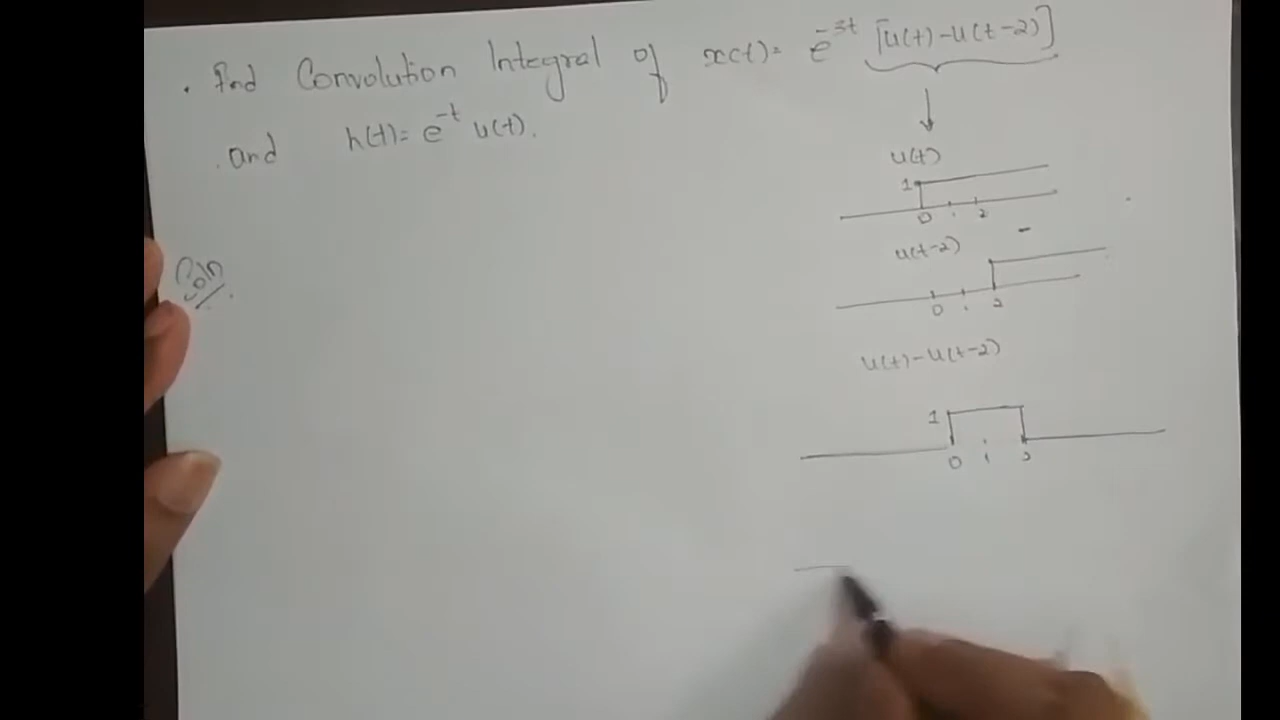 . Find Convolution Integral of x(t)= e^-3t [u(t)-u(t-2)]
. and h(t)= e^-t u(t).
u(t)
1
0 1 2
u(t-2) -
Soln
0 1 2
u(t)-u(t-2)
1
0 1 2